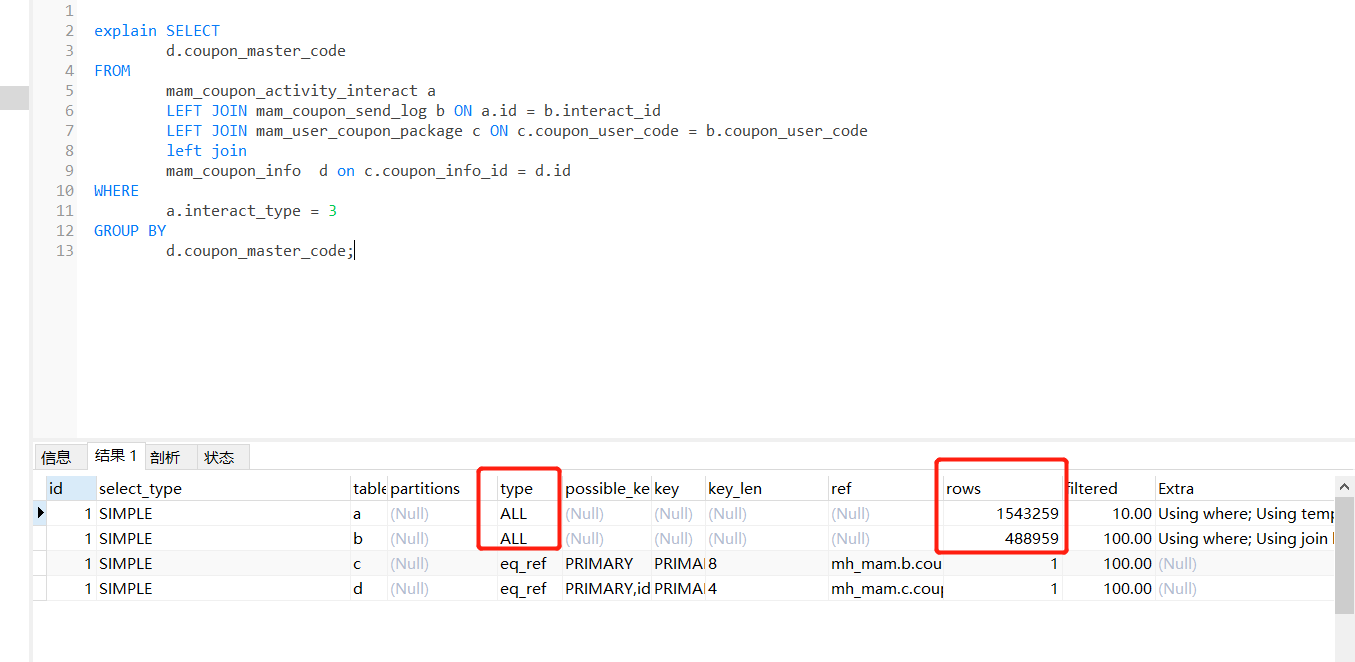 1
2 explain SELECT
3 d.coupon_master_code
4 FROM
5 mam_coupon_activity_interact a
6 LEFT JOIN mam_coupon_send_log b ON a.id = b.interact_id
7 LEFT JOIN mam_user_coupon_package c ON c.coupon_user_code = b.coupon_user_code
8 left join
9 mam_coupon_info d on c.coupon_info_id = d.id
10 WHERE
11 a.interact_type = 3
12 GROUP BY
13 d.coupon_master_code;
信息 结果 1 剖析 状态
id select_type table partitions type possible_ke key key_len ref rows filtered Extra
1 SIMPLE a (Null) ALL (Null) (Null) (Null) (Null) 1543259 10.00 Using where; Using temp
1 SIMPLE b (Null) ALL (Null) (Null) (Null) (Null) 488959 100.00 Using where; Using join
1 SIMPLE c (Null) eq_ref PRIMARY PRIMA 8 mh_mam.b.cou 1 100.00 (Null)
1 SIMPLE d (Null) eq_ref PRIMARY,id PRIMA 4 mh_mam.c.coup 1 100.00 (Null)